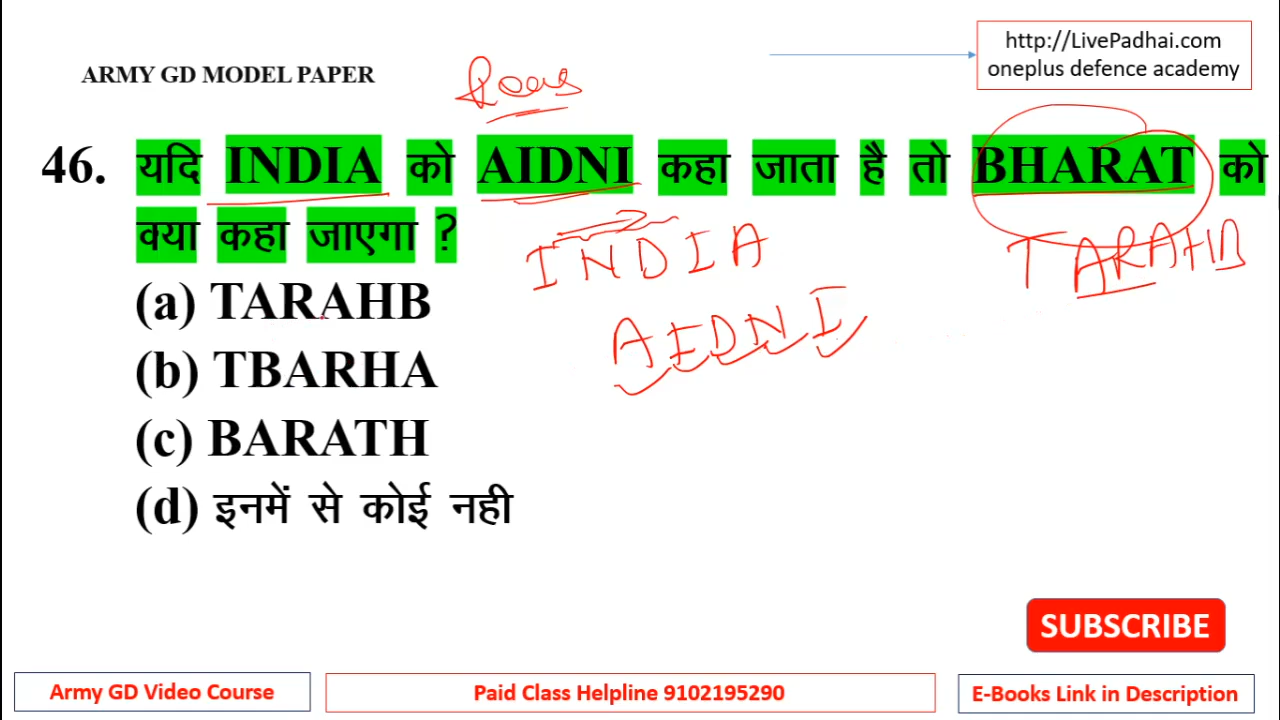 http://LivePadhai.com
oneplus defence academy
ARMY GD MODEL PAPER
46. यदि INDIA को AIDNI कहा जाता है तो BHARAT को
क्या कहा जाएगा ?
INDIA
TARAHB
(a) TARAHB
AIDNI
(b) TBARHA
(c) BARATH
(d) इनमें से कोई नही
SUBSCRIBE
Army GD Video Course
Paid Class Helpline 9102195290
E-Books Link in Description